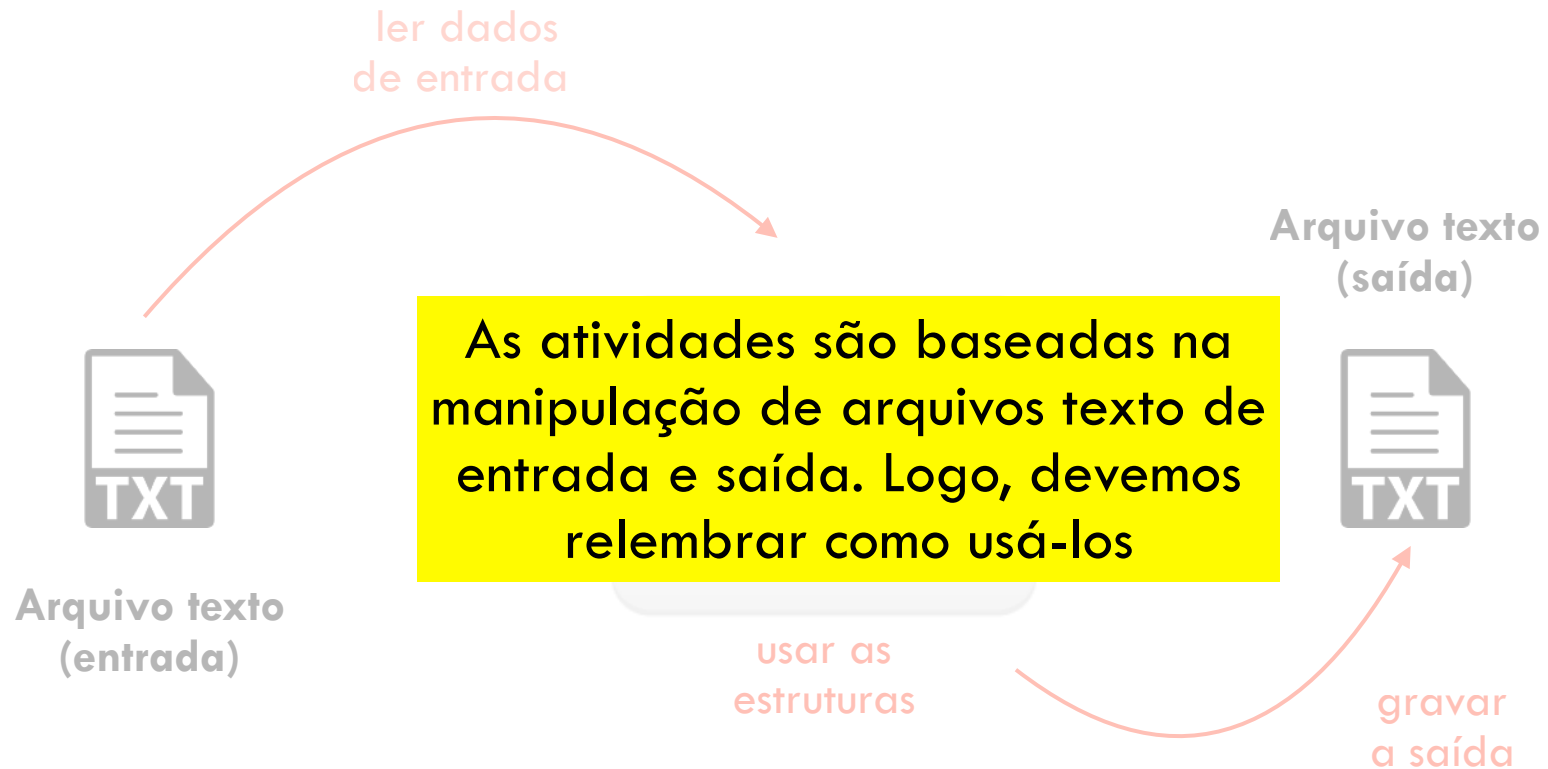 ler dados
de entrada
Arquivo texto
(saída)
As atividades são baseadas na
manipulação de arquivos texto de
entrada e saída. Logo, devemos
relembrar como usá-los
TXT
TXT
Arquivo texto
(entrada)
usar as
estruturas
gravar
a saída